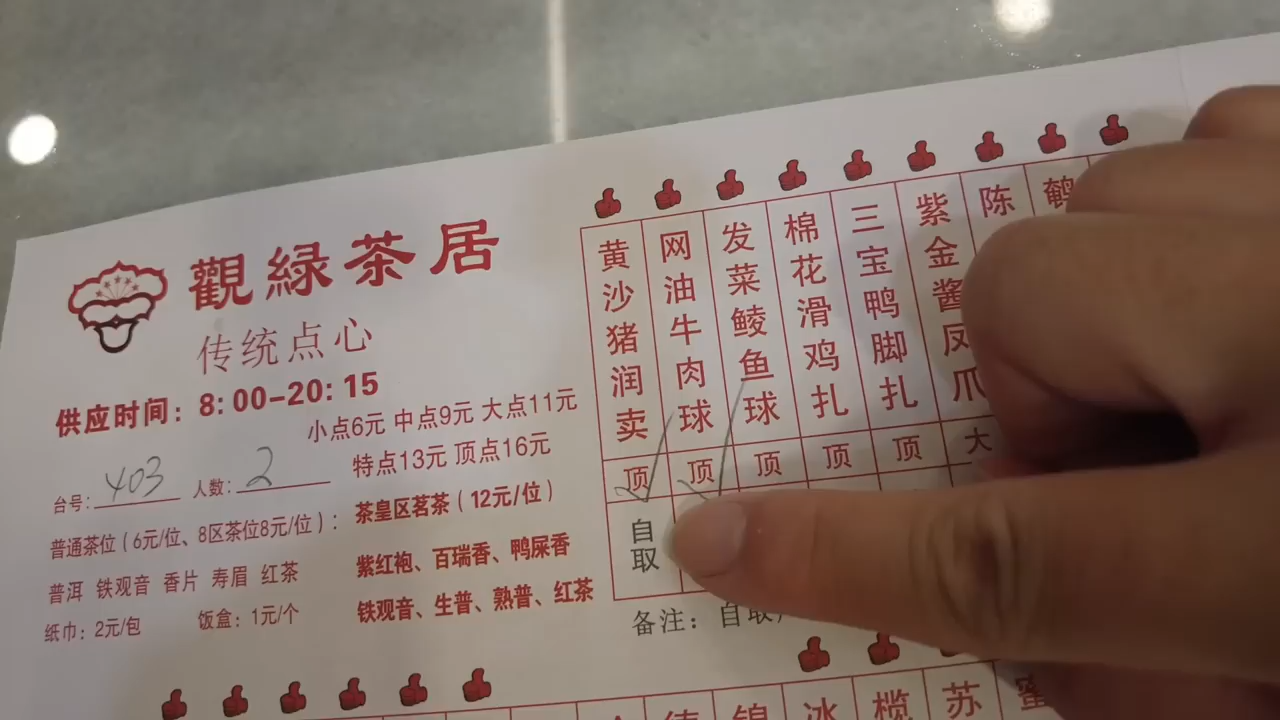 觀緑茶居
传统点心
供应时间：8：00-20：15
小点6元 中点9元 大点11元
特点13元 顶点16元
台号：403 人数：2
普通茶位（6元/位、8区茶位8元/位）：
茶皇区茗茶（12元/位）
普洱 铁观音 香片 寿眉 红茶
紫红袍、百瑞香、鸭屎香
铁观音、生普、熟普、红茶
纸巾：2元/包 饭盒：1元/个
黄沙猪润卖 顶 自取
网油牛肉球 顶
发菜鲮鱼球 顶
棉花滑鸡扎 顶
三宝鸭脚扎 顶
紫金酱凤爪 大
陈
鹌
备注：自取
锦
冰
榄
苏
蜜